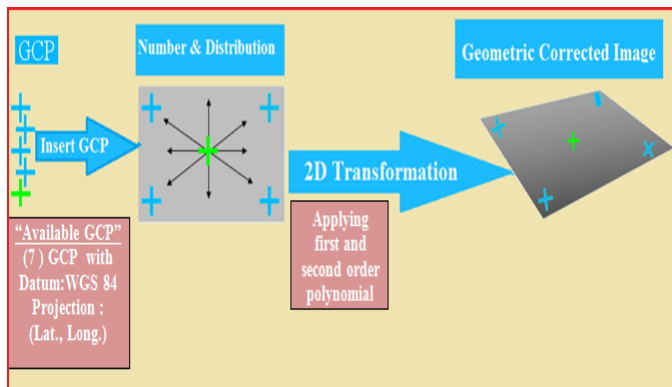 GCP
Number & Distribution
Geometric Corrected Image
Insert GCP
2D Transformation
“Available GCP”
(7 ) GCP with
Datum:WGS 84
Projection :
(Lat., Long.)
Applying
first and
second order
polynomial